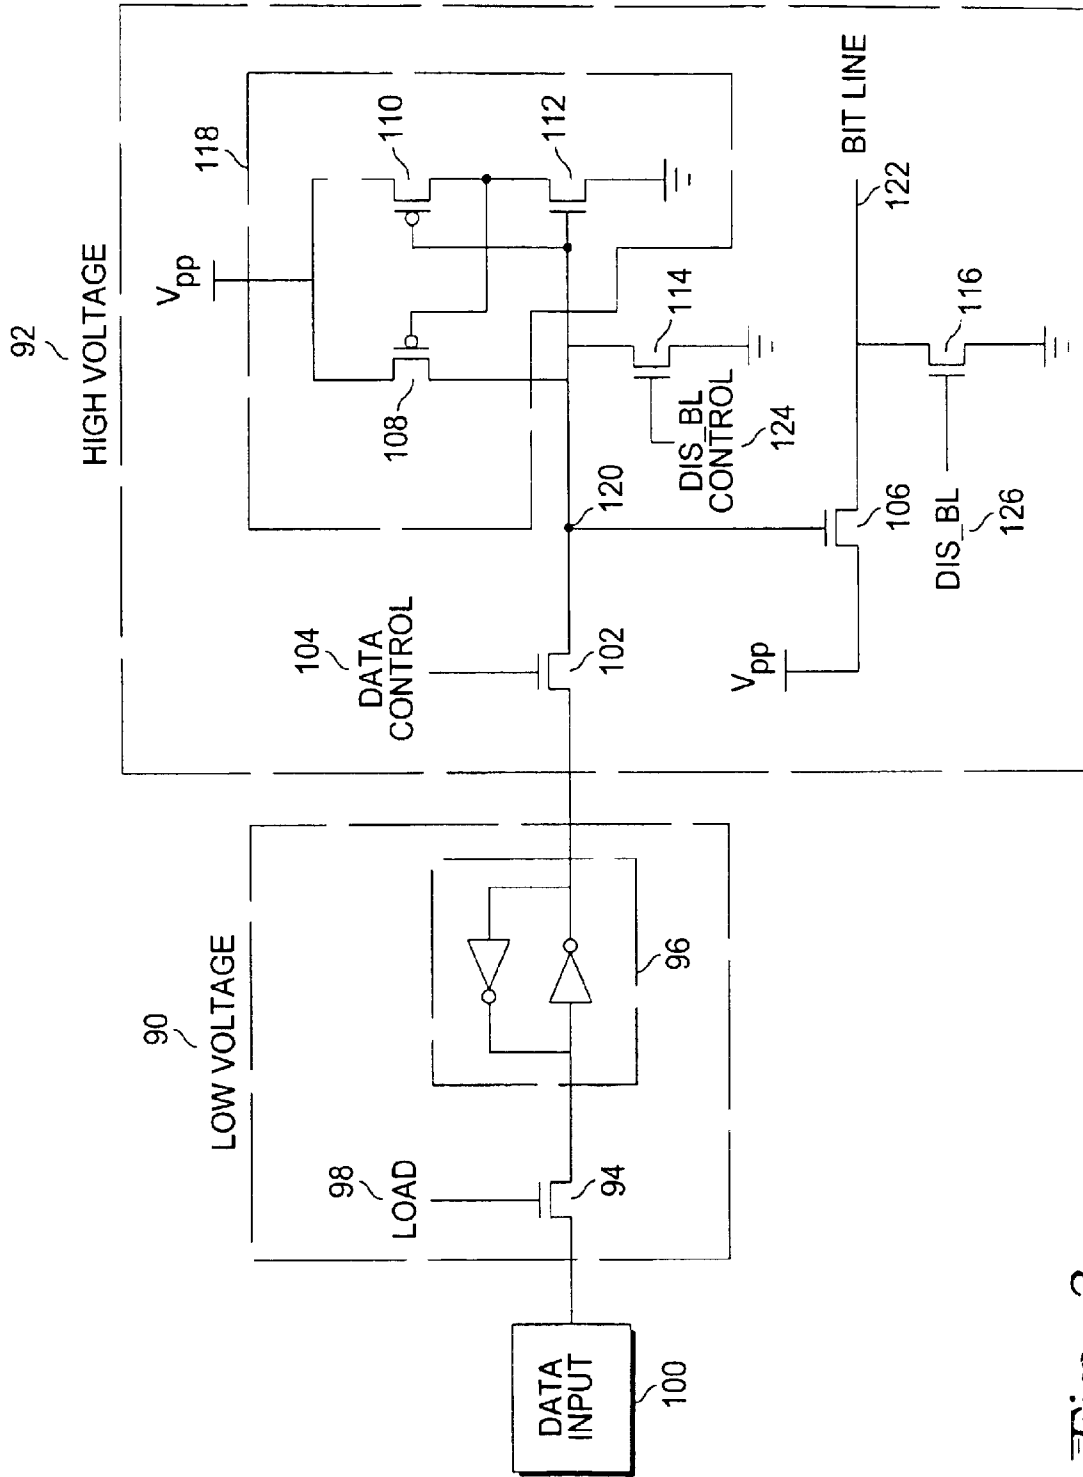 92
HIGH VOLTAGE
90
LOW VOLTAGE
Vpp
118
110
112
108
114
DIS_BL
CONTROL
124
120
104
DATA
CONTROL
102
98
LOAD
94
96
DATA
INPUT
100
Vpp
106
DIS_BL
126
116
122
BIT LINE